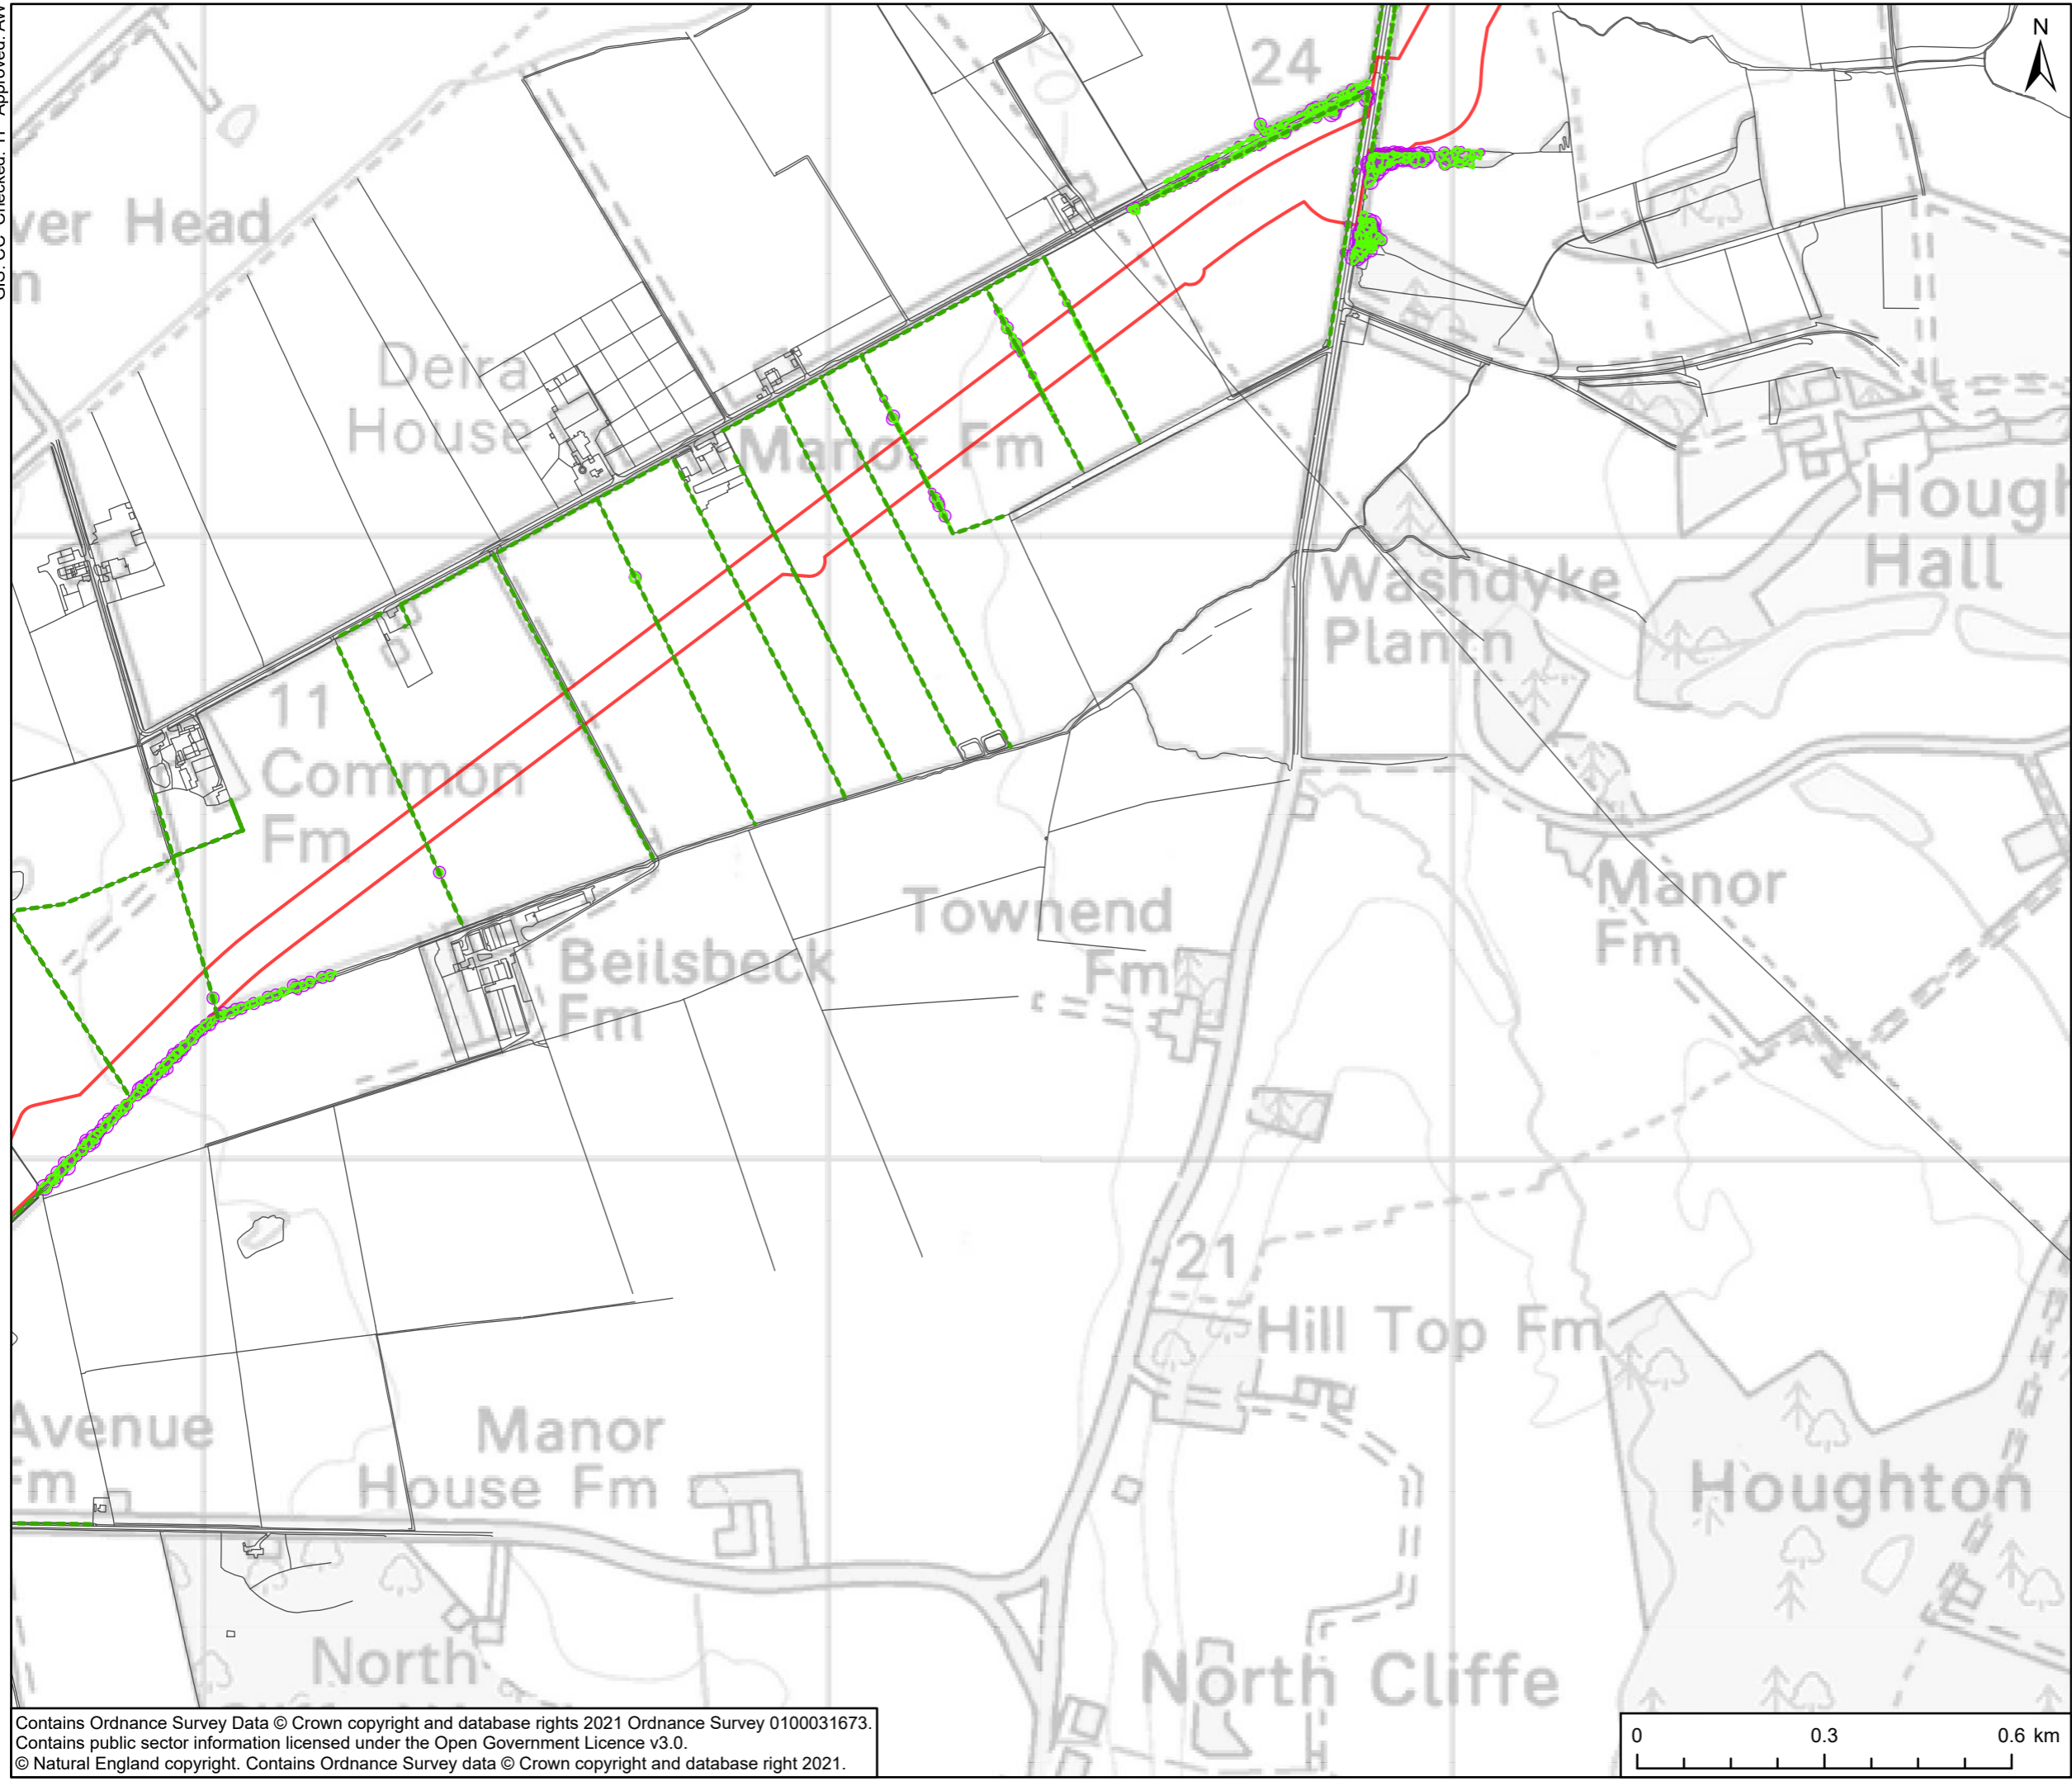 N
24
20
ver Head
n
Deira
House
Manor Fm
Hough
Hall
Washdyke
Plantn
11
Common
Fm
Townend
Fm
Manor
Fm
Beilsbeck
Fm
21
Hill Top Fm
Avenue
Fm
Manor
House Fm
Houghton
North
North Cliffe
Contains Ordnance Survey Data © Crown copyright and database rights 2021 Ordnance Survey 0100031673.
Contains public sector information licensed under the Open Government Licence v3.0.
© Natural England copyright. Contains Ordnance Survey data © Crown copyright and database right 2021.
0 0.3 0.6 km